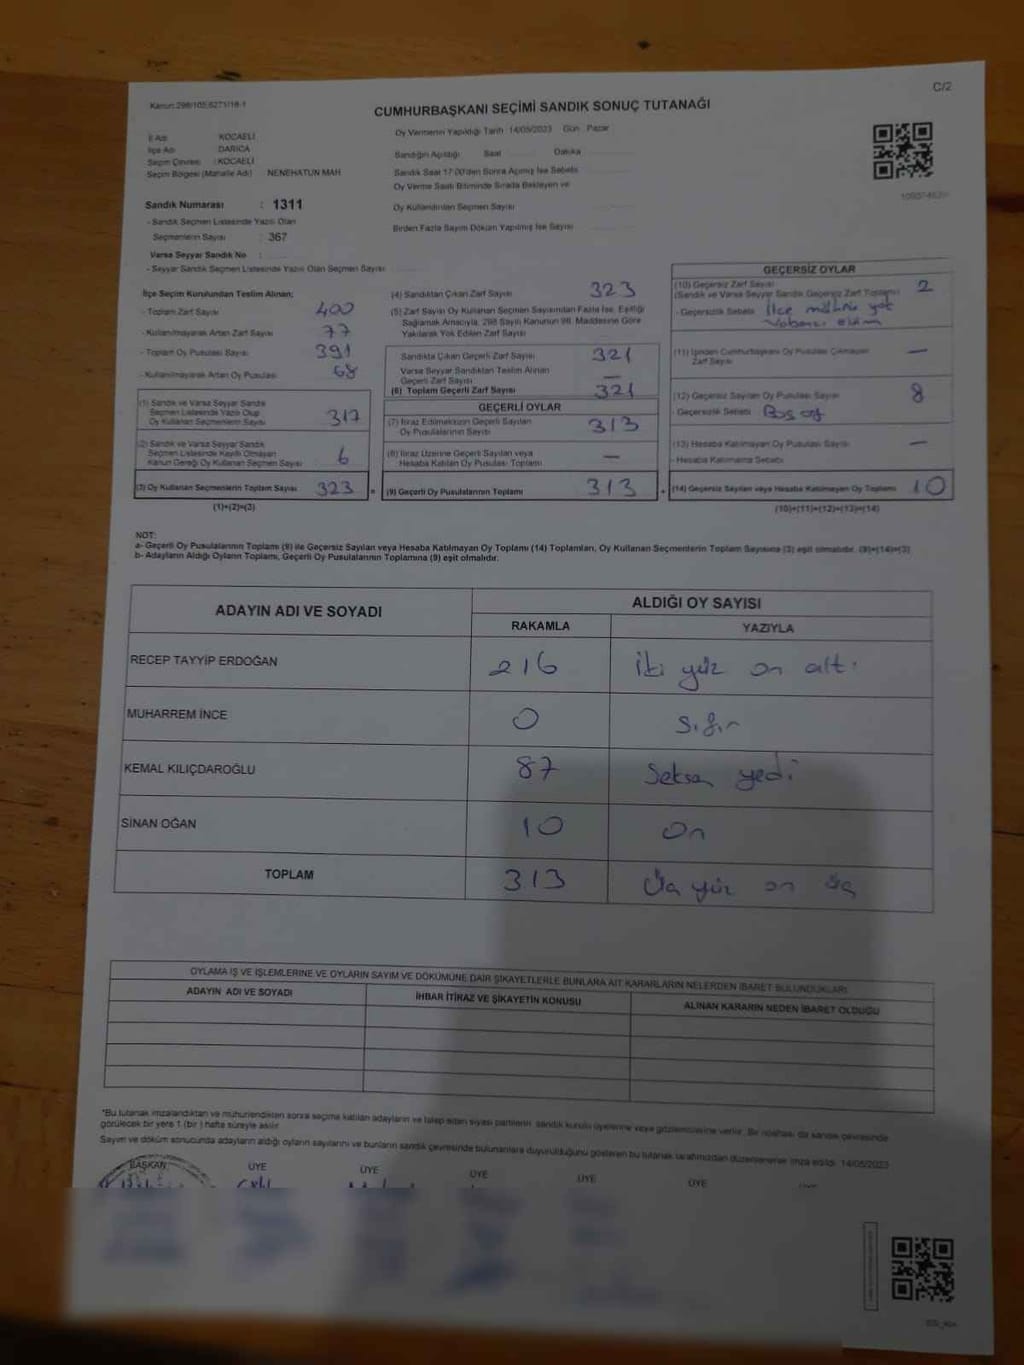 Kanun:298/105,6271/18-1
C/2
CUMHURBAŞKANI SEÇİMİ SANDIK SONUÇ TUTANAĞI
İl Adı : KOCAELİ
İlçe Adı : DARICA
Seçim Çevresi : KOCAELİ
Seçim Bölgesi (Mahalle Adı) NENEHATUN MAH
Sandık Numarası : 1311
- Sandık Seçmen Listesinde Yazılı Olan
Seçmenlerin Sayısı : 367
Varsa Seyyar Sandık No :
- Seyyar Sandık Seçmen Listesinde Yazılı Olan Seçmen Sayısı
Oy Vermenin Yapıldığı Tarih 14/05/2023 Gün Pazar
Sandığın Açıldığı Saat Dakika
Sandık Saat 17.00'den Sonra Açılmış İse Sebebi
Oy Verme Saati Bitiminde Sırada Bekleyen ve
Oy Kullandırılan Seçmen Sayısı
Birden Fazla Sayım Döküm Yapılmış İse Sayısı
İlçe Seçim Kurulundan Teslim Alınan;
- Toplam Zarf Sayısı 400
- Kullanılmayarak Artan Zarf Sayısı 77
- Toplam Oy Pusulası Sayısı 391
- Kullanılmayarak Artan Oy Pusulası 68
(1) Sandık ve Varsa Seyyar Sandık
Seçmen Listesinde Yazılı Olup
Oy Kullanan Seçmenlerin Sayısı 317
(2) Sandık ve Varsa Seyyar Sandık
Seçmen Listesinde Kayıtlı Olmayan
Kanun Gereği Oy Kullanan Seçmen Sayısı 6
(3) Oy Kullanan Seçmenlerin Toplam Sayısı 323
(1)+(2)=(3)
(4) Sandıktan Çıkan Zarf Sayısı 323
(5) Zarf Sayısı Oy Kullanan Seçmen Sayısından Fazla İse, Eşitliği
Sağlamak Amacıyla, 298 Sayılı Kanunun 98. Maddesine Göre
Yakılarak Yok Edilen Zarf Sayısı
Sandıkta Çıkan Geçerli Zarf Sayısı 321
Varsa Seyyar Sandıktan Teslim Alınan
Geçerli Zarf Sayısı —
(6) Toplam Geçerli Zarf Sayısı 321
GEÇERLİ OYLAR
(7) İtiraz Edilmeksizin Geçerli Sayılan
Oy Pusulalarının Sayısı 313
(8) İtiraz Üzerine Geçerli Sayılan veya
Hesaba Katılan Oy Pusulası Toplamı —
= (9) Geçerli Oy Pusulalarının Toplamı 313
GEÇERSİZ OYLAR
(10) Geçersiz Zarf Sayısı
(Sandık ve Varsa Seyyar Sandık Geçersiz Zarf Toplamı) 2
- Geçersizlik Sebebi İlçe mührü yok
Yabancı cisim
(11) İçinden Cumhurbaşkanı Oy Pusulası Çıkmayan
Zarf Sayısı —
(12) Geçersiz Sayılan Oy Pusulası Sayısı 8
- Geçersizlik Sebebi Boş oy
(13) Hesaba Katılmayan Oy Pusulası Sayısı —
- Hesaba Katılmama Sebebi
+ (14) Geçersiz Sayılan veya Hesaba Katılmayan Oy Toplamı 10
(10)+(11)+(12)+(13)=(14)
NOT:
a- Geçerli Oy Pusulalarının Toplamı (9) ile Geçersiz Sayılan veya Hesaba Katılmayan Oy Toplamı (14) Toplamları, Oy Kullanan Seçmenlerin Toplam Sayısına (3) eşit olmalıdır. (9)+(14)=(3)
b- Adayların Aldığı Oyların Toplamı, Geçerli Oy Pusulalarının Toplamına (9) eşit olmalıdır.
ADAYIN ADI VE SOYADI ALDIĞI OY SAYISI
RAKAMLA YAZIYLA
RECEP TAYYİP ERDOĞAN 216 İki yüz on altı
MUHARREM İNCE 0 Sıfır
KEMAL KILIÇDAROĞLU 87 Seksen yedi
SİNAN OĞAN 10 On
TOPLAM 313 Üç yüz on üç
OYLAMA İŞ VE İŞLEMLERİNE VE OYLARIN SAYIM VE DÖKÜMÜNE DAİR ŞİKAYETLERLE BUNLARA AİT KARARLARIN NELERDEN İBARET BULUNDUKLARI
ADAYIN ADI VE SOYADI İHBAR İTİRAZ VE ŞİKAYETİN KONUSU ALINAN KARARIN NEDEN İBARET OLDUĞU
*Bu tutanak imzalandıktan ve mühürlendikten sonra seçime katılan adayların ve talep eden siyasi partilerin sandık kurulu üyelerine veya gözlemcilerine verilir. Bir nüshası da sandık çevresinde
görülecek bir yere 1 (bir) hafta süreyle asılır.
Sayım ve döküm sonucunda adayların aldığı oyların sayılarını ve bunların sandık çevresinde bulunanlara duyurulduğunu gösteren bu tutanak tarafımızdan düzenlenerek imza edildi. 14/05/2023
BAŞKAN ÜYE ÜYE ÜYE ÜYE ÜYE